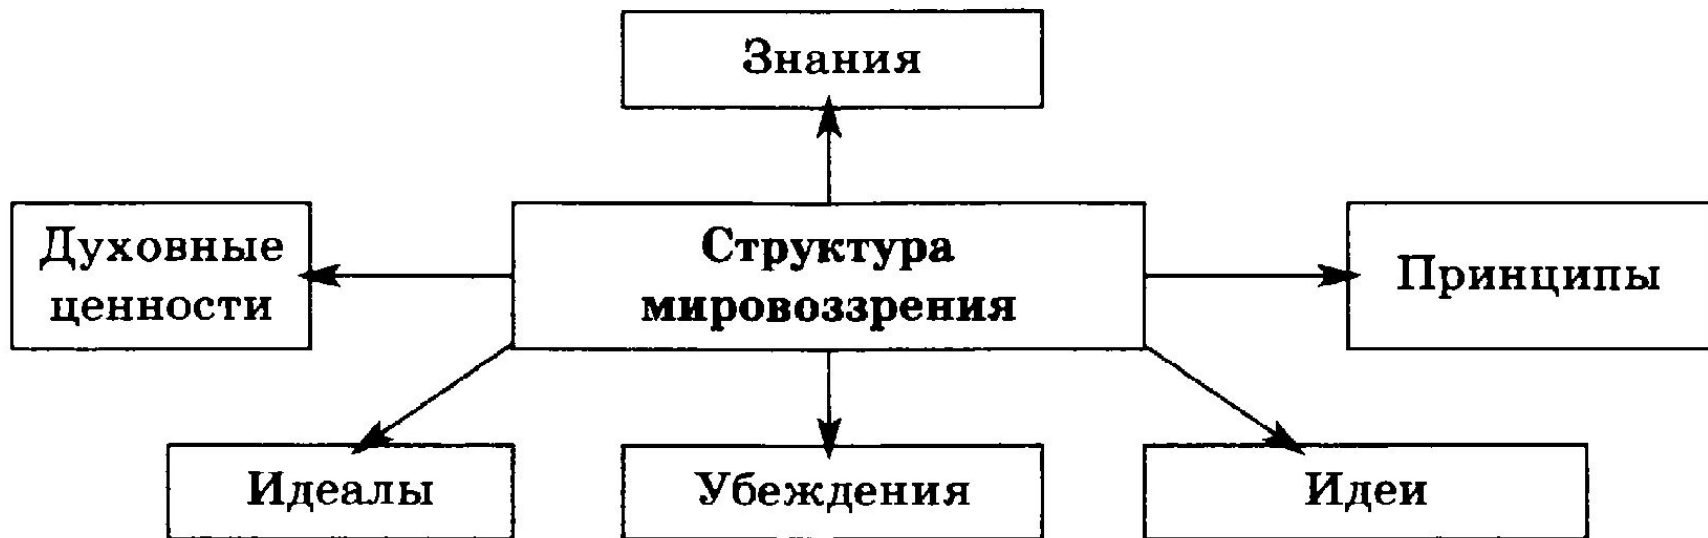 Знания
Духовные
ценности
Структура
мировоззрения
Принципы
Идеалы
Убеждения
Идеи